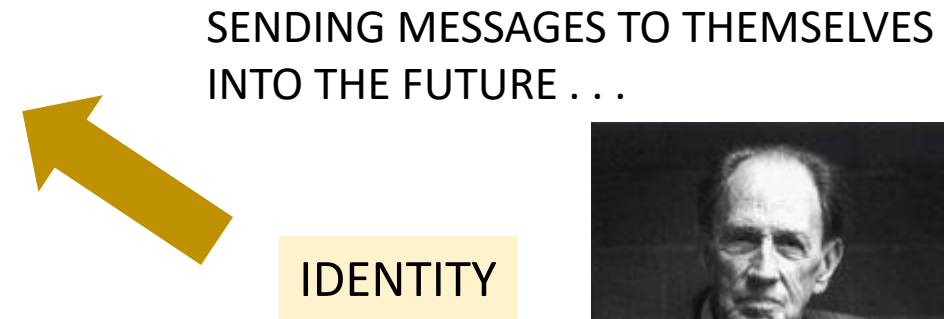 SENDING MESSAGES TO THEMSELVES
INTO THE FUTURE . . .
IDENTITY